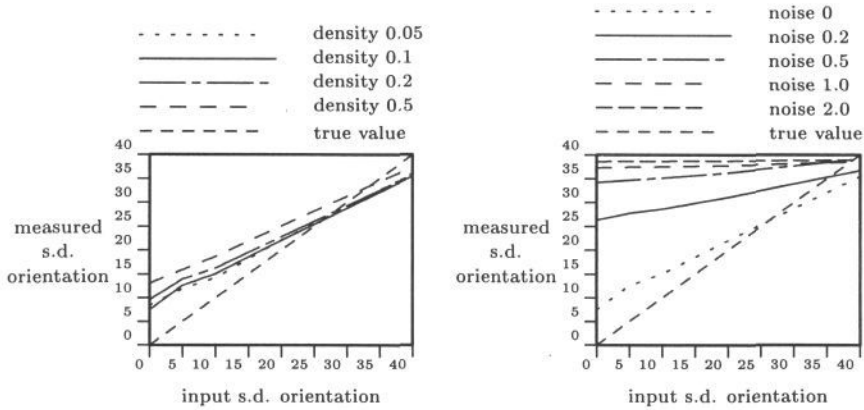 density 0.05
density 0.1
density 0.2
density 0.5
true value
40
35
30
25
20
15
10
5
0
measured
s.d.
orientation
0 5 10 15 20 25 30 35 40
input s.d. orientation
noise 0
noise 0.2
noise 0.5
noise 1.0
noise 2.0
true value
40
35
30
25
20
15
10
5
0
measured
s.d.
orientation
0 5 10 15 20 25 30 35 40
input s.d. orientation